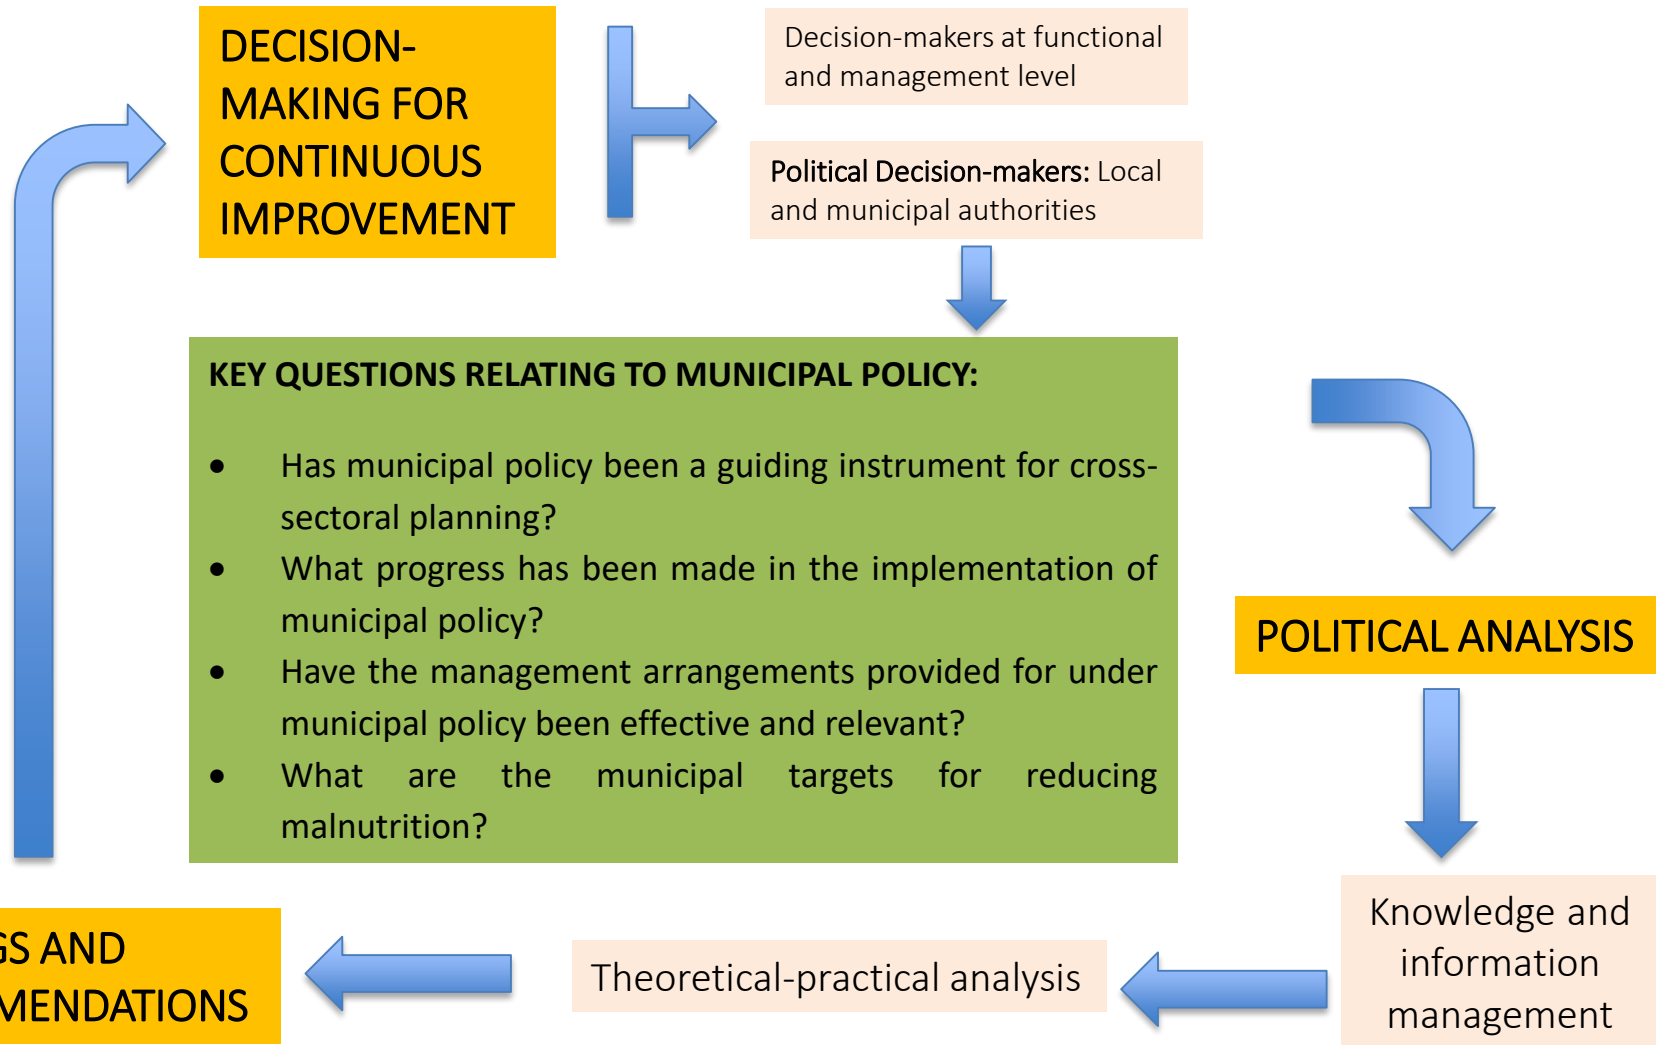 DECISION-
MAKING FOR
CONTINUOUS
IMPROVEMENT
Decision-makers at functional
and management level
Political Decision-makers: Local
and municipal authorities
KEY QUESTIONS RELATING TO MUNICIPAL POLICY:
• Has municipal policy been a guiding instrument for cross-
sectoral planning?
• What progress has been made in the implementation of
municipal policy?
• Have the management arrangements provided for under
municipal policy been effective and relevant?
• What are the municipal targets for reducing
malnutrition?
POLITICAL ANALYSIS
Knowledge and
information
management
Theoretical-practical analysis
GS AND
MENDATIONS